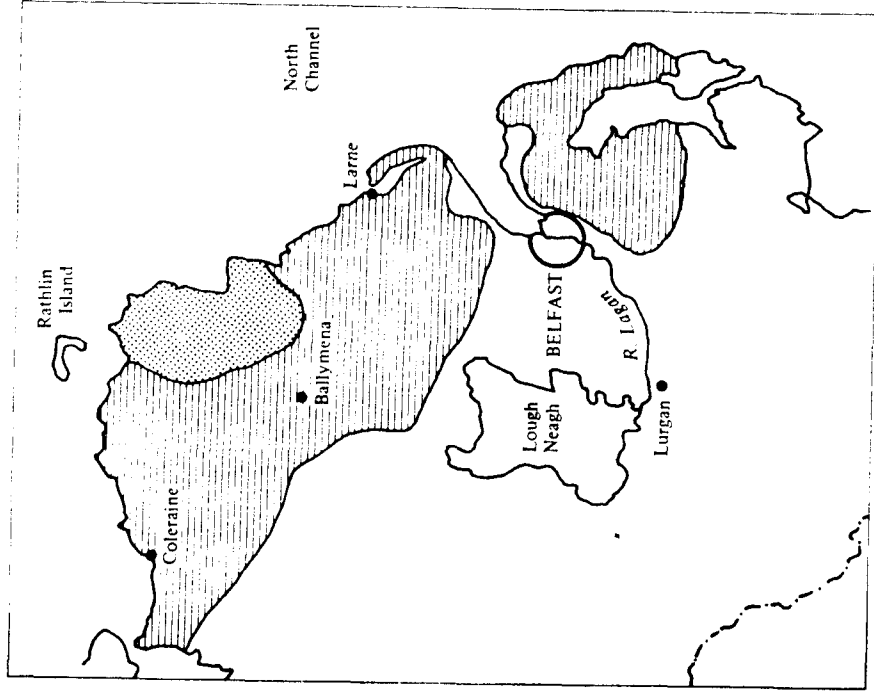 Rathlin
Island
North
Channel
Coleraine
Larne
Ballymena
BELFAST
Lough
Neagh
R. Lagan
Lurgan